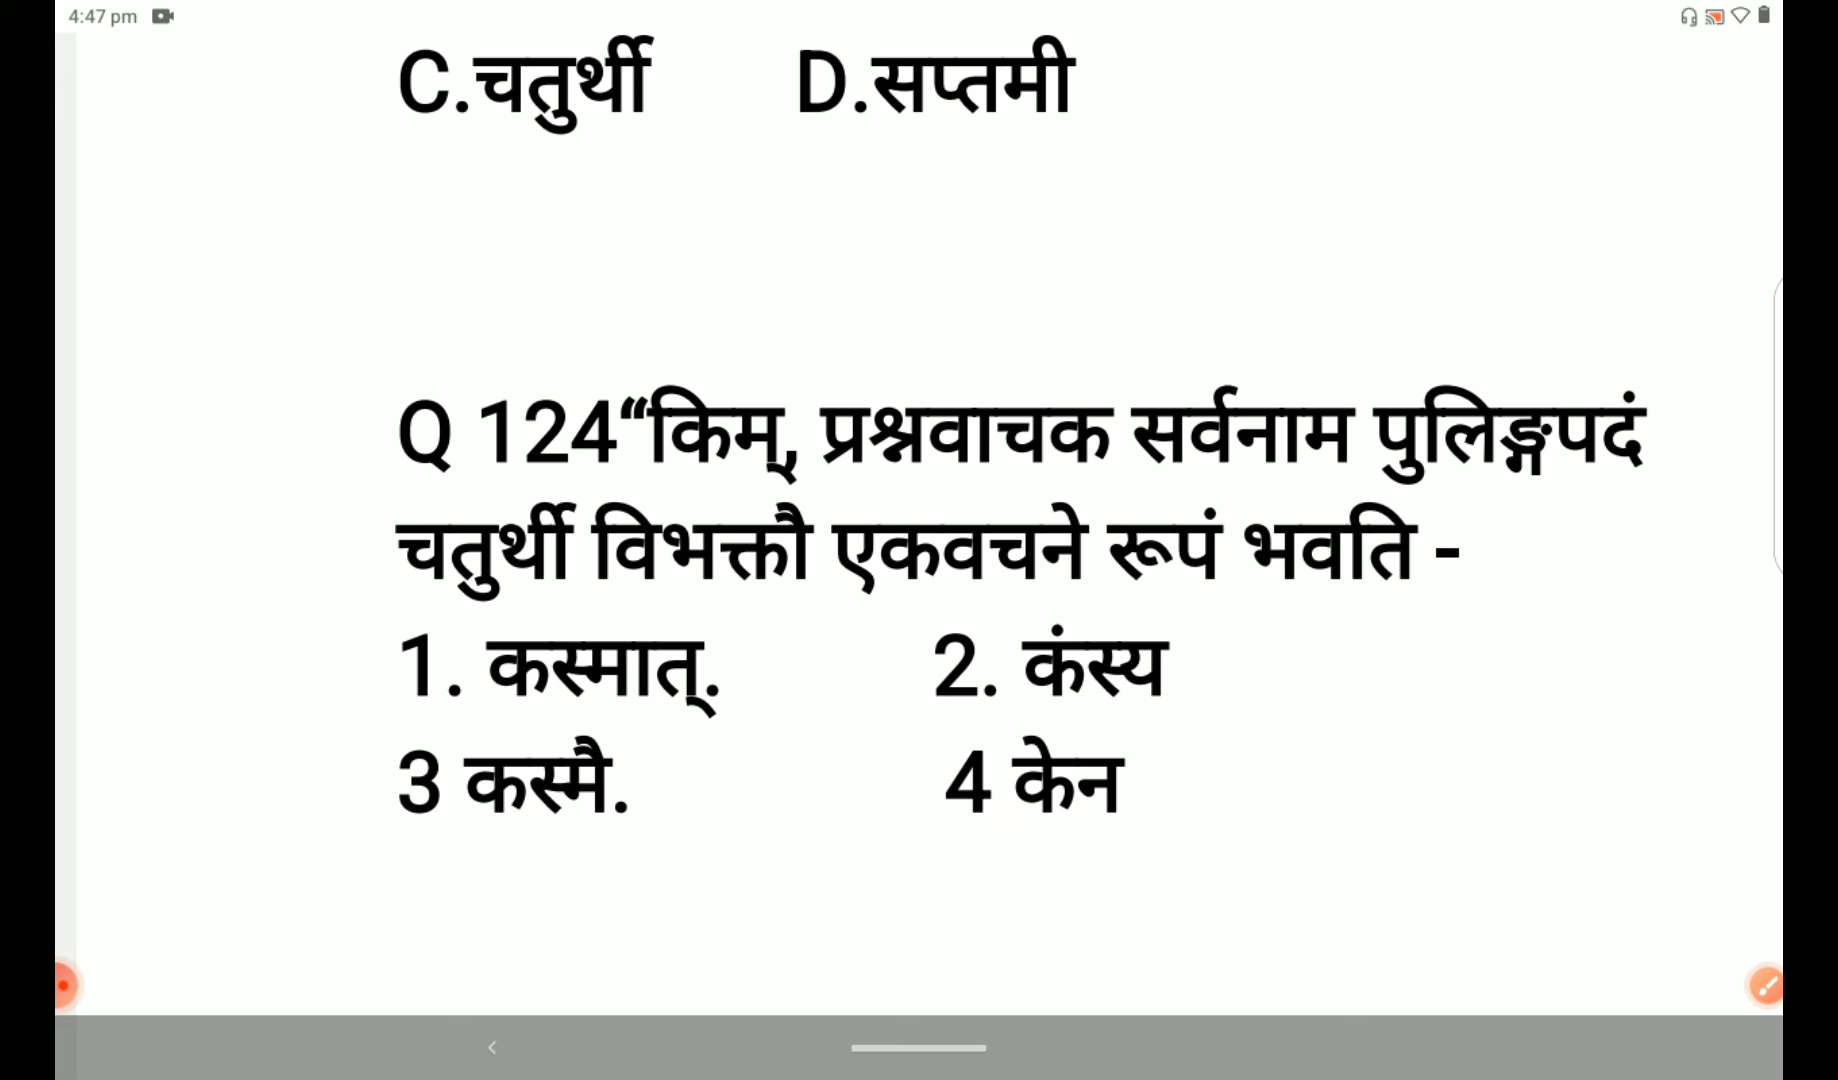 4:47 pm
C.चतुर्थी D.सप्तमी
Q 124“किम्, प्रश्नवाचक सर्वनाम पुलिङ्गपदं
चतुर्थी विभक्तौ एकवचने रूपं भवति -
1. कस्मात्. 2. कंस्य
3 कस्मै. 4 केन